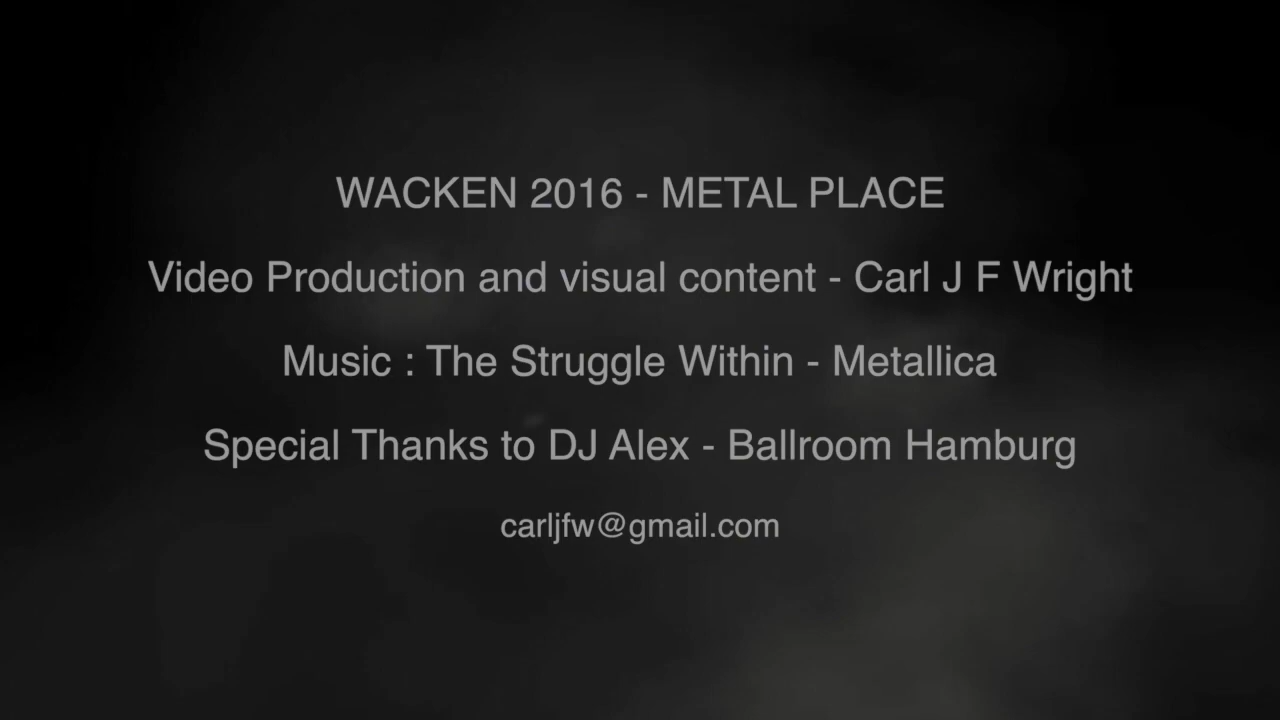 WACKEN 2016 - METAL PLACE
Video Production and visual content - Carl J F Wright
Music : The Struggle Within - Metallica
Special Thanks to DJ Alex - Ballroom Hamburg
carljfw@gmail.com